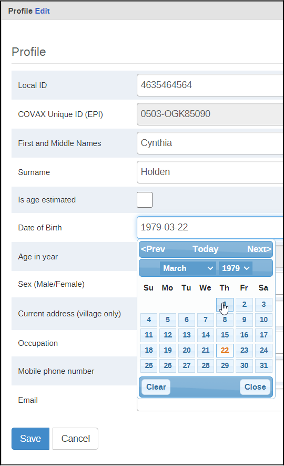 Profile Edit
Profile
Local ID 4635464564
COVAX Unique ID (EPI) 0503-OGK85090
First and Middle Names Cynthia
Surname Holden
Is age estimated
Date of Birth 1979 03 22
Age in year
Sex (Male/Female)
Current address (village only)
Occupation
Mobile phone number
Email
<Prev Today Next>
March 1979
Su Mo Tu We Th Fr Sa
1 2 3
4 5 6 7 8 9 10
11 12 13 14 15 16 17
18 19 20 21 22 23 24
25 26 27 28 29 30 31
Clear Close
Save Cancel